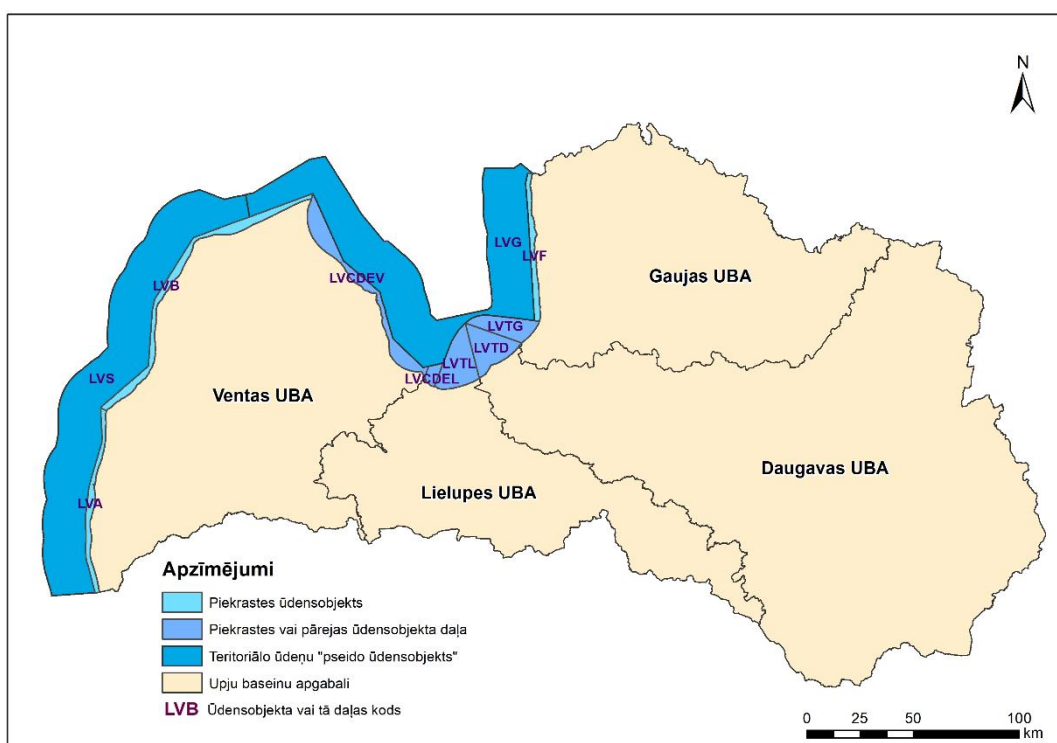 N
LVG
LVF
LVB
LVCDEV
Gaujas UBA
LVTG
LVTD
LVTL
LVCDEL
LVS
Ventas UBA
Daugavas UBA
Lielupes UBA
LVA
Apzīmējumi
Piekrastes ūdensobjekts
Piekrastes vai pārejas ūdensobjekta daļa
Teritoriālo ūdeņu "pseido ūdensobjekts"
Upju baseinu apgabali
LVB Ūdensobjekta vai tā daļas kods
0 25 50 100
km